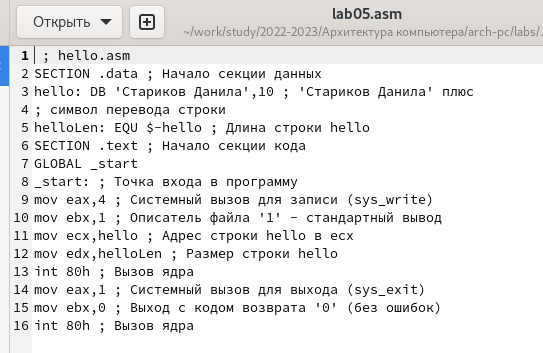 Открыть
lab05.asm
~/work/study/2022-2023/Архитектура компьютера/arch-pc/labs/.
1 ; hello.asm
2 SECTION .data ; Начало секции данных
3 hello: DB 'Стариков Данила',10 ; 'Стариков Данила' плюс
4 ; символ перевода строки
5 helloLen: EQU $-hello ; Длина строки hello
6 SECTION .text ; Начало секции кода
7 GLOBAL _start
8 _start: ; Точка входа в программу
9 mov eax,4 ; Системный вызов для записи (sys_write)
10 mov ebx,1 ; Описатель файла '1' - стандартный вывод
11 mov ecx,hello ; Адрес строки hello в ecx
12 mov edx,helloLen ; Размер строки hello
13 int 80h ; Вызов ядра
14 mov eax,1 ; Системный вызов для выхода (sys_exit)
15 mov ebx,0 ; Выход с кодом возврата '0' (без ошибок)
16 int 80h ; Вызов ядра